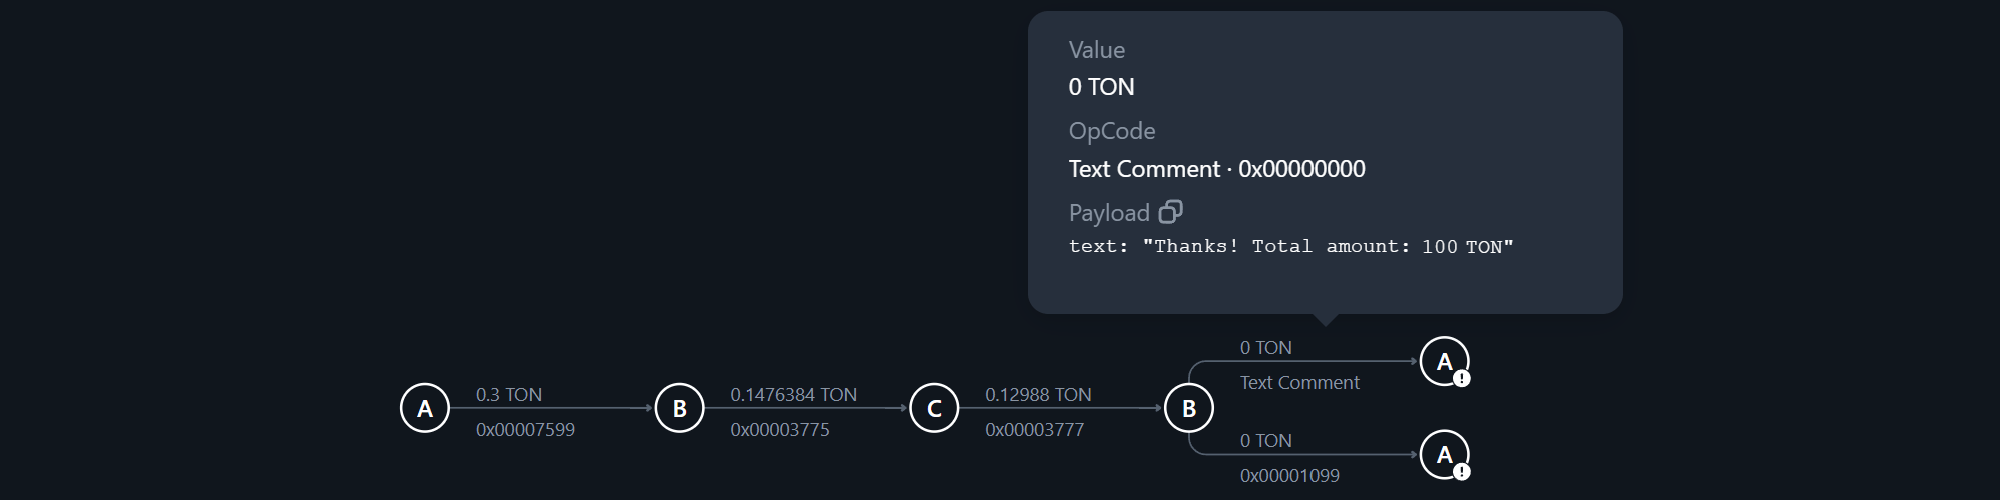 Value
0 TON
OpCode
Text Comment · 0x00000000
Payload
text: "Thanks! Total amount: 100 TON"
0 TON
A
Text Comment
!
A
0.3 TON
0x00007599
B
0.1476384 TON
0x00003775
C
0.12988 TON
0x00003777
B
0 TON
A
0x00001099
!